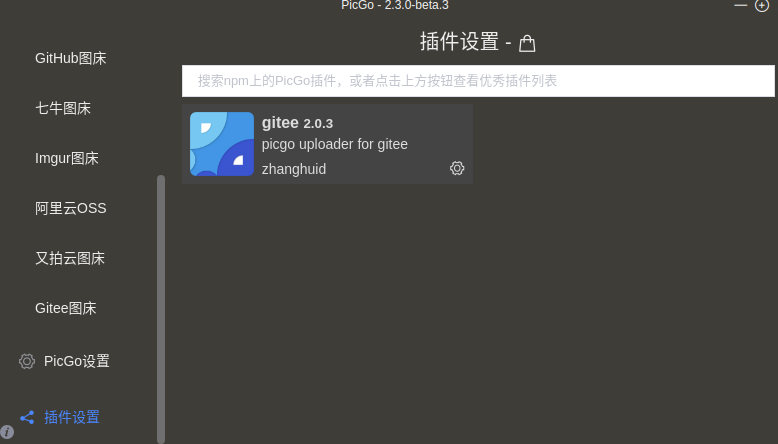 PicGo - 2.3.0-beta.3
GitHub图床
七牛图床
Imgur图床
阿里云OSS
又拍云图床
Gitee图床
PicGo设置
插件设置
插件设置 -
搜索npm上的PicGo插件，或者点击上方按钮查看优秀插件列表
gitee 2.0.3
picgo uploader for gitee
zhanghuid